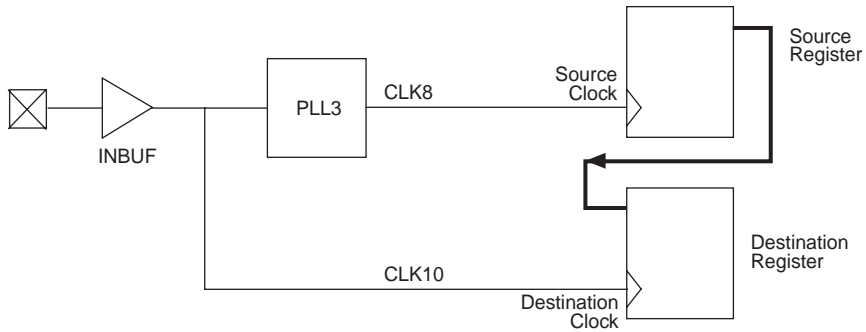 Source
Register
Source
Clock
CLK8
PLL3
INBUF
Destination
Register
CLK10
Destination
Clock